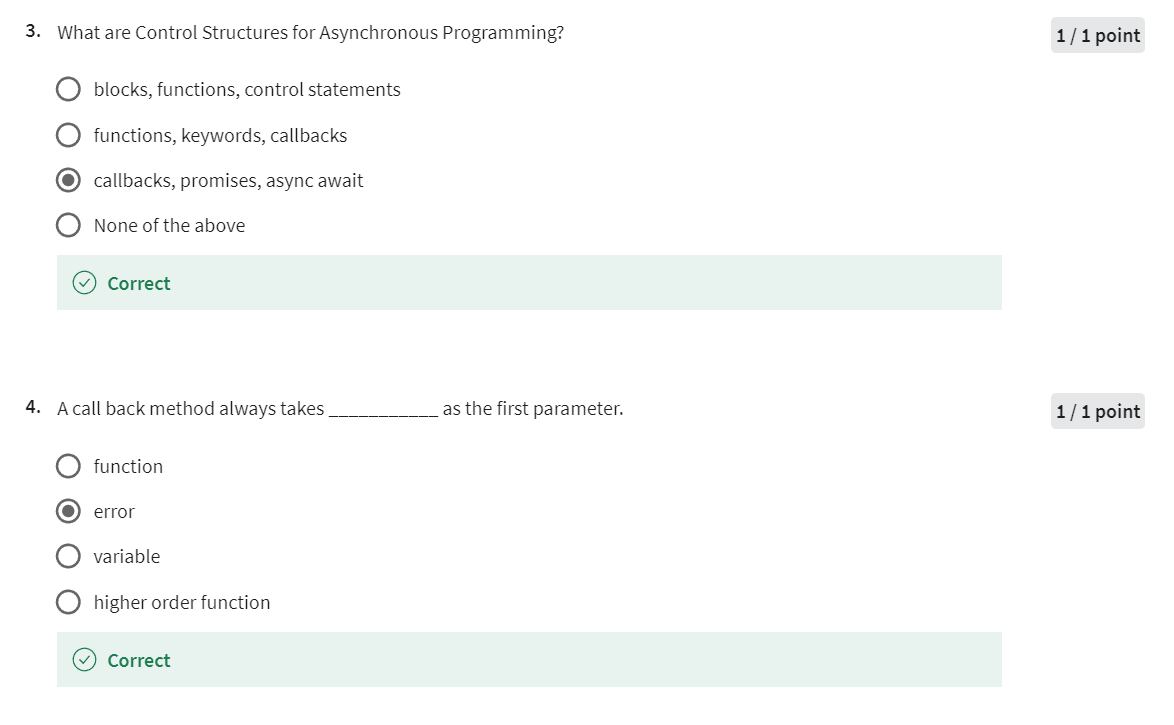 3. What are Control Structures for Asynchronous Programming?
1 / 1 point
blocks, functions, control statements
functions, keywords, callbacks
callbacks, promises, async await
None of the above
Correct
4. A call back method always takes ___________ as the first parameter.
1 / 1 point
function
error
variable
higher order function
Correct